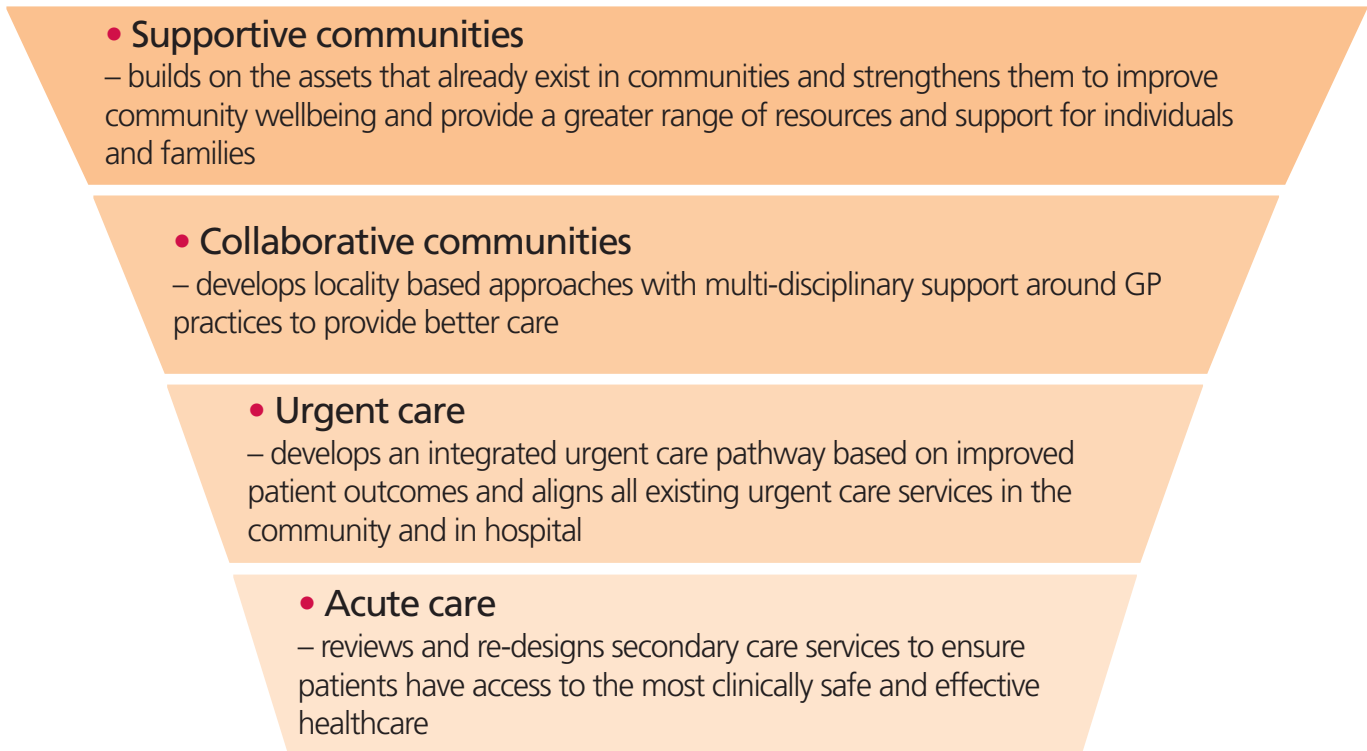 • Supportive communities
– builds on the assets that already exist in communities and strengthens them to improve
community wellbeing and provide a greater range of resources and support for individuals
and families
• Collaborative communities
– develops locality based approaches with multi-disciplinary support around GP
practices to provide better care
• Urgent care
– develops an integrated urgent care pathway based on improved
patient outcomes and aligns all existing urgent care services in the
community and in hospital
• Acute care
– reviews and re-designs secondary care services to ensure
patients have access to the most clinically safe and effective
healthcare